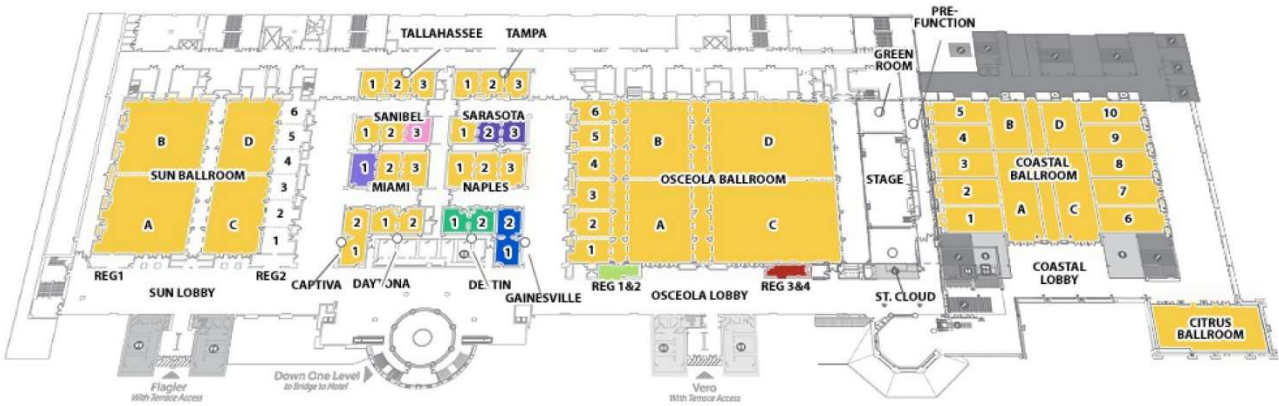 PRE-
FUNCTION
TALLAHASSEE
TAMPA
GREEN
ROOM
1 2 3
1 2 3
SANIBEL
1 2 3
SARASOTA
1 2 3
1 2 3
MIAMI
1 2 3
NAPLES
B
D
SUN BALLROOM
A
C
6
5
4
3
2
1
REG1
REG2
SUN LOBBY
2
1
CAPTIVA
1 2
DAYTONA
1 2
DESTIN
2
1
GAINESVILLE
6
5
4
3
2
1
B
D
OSCEOLA BALLROOM
A
C
REG 1&2
OSCEOLA LOBBY
REG 3&4
STAGE
ST. CLOUD
5
4
3
2
1
B
D
COASTAL
BALLROOM
A
C
10
9
8
7
6
COASTAL
LOBBY
CITRUS
BALLROOM
Flagler
With Terrace Access
Down One Level
to Bridge to Hotel
Vero
With Terrace Access